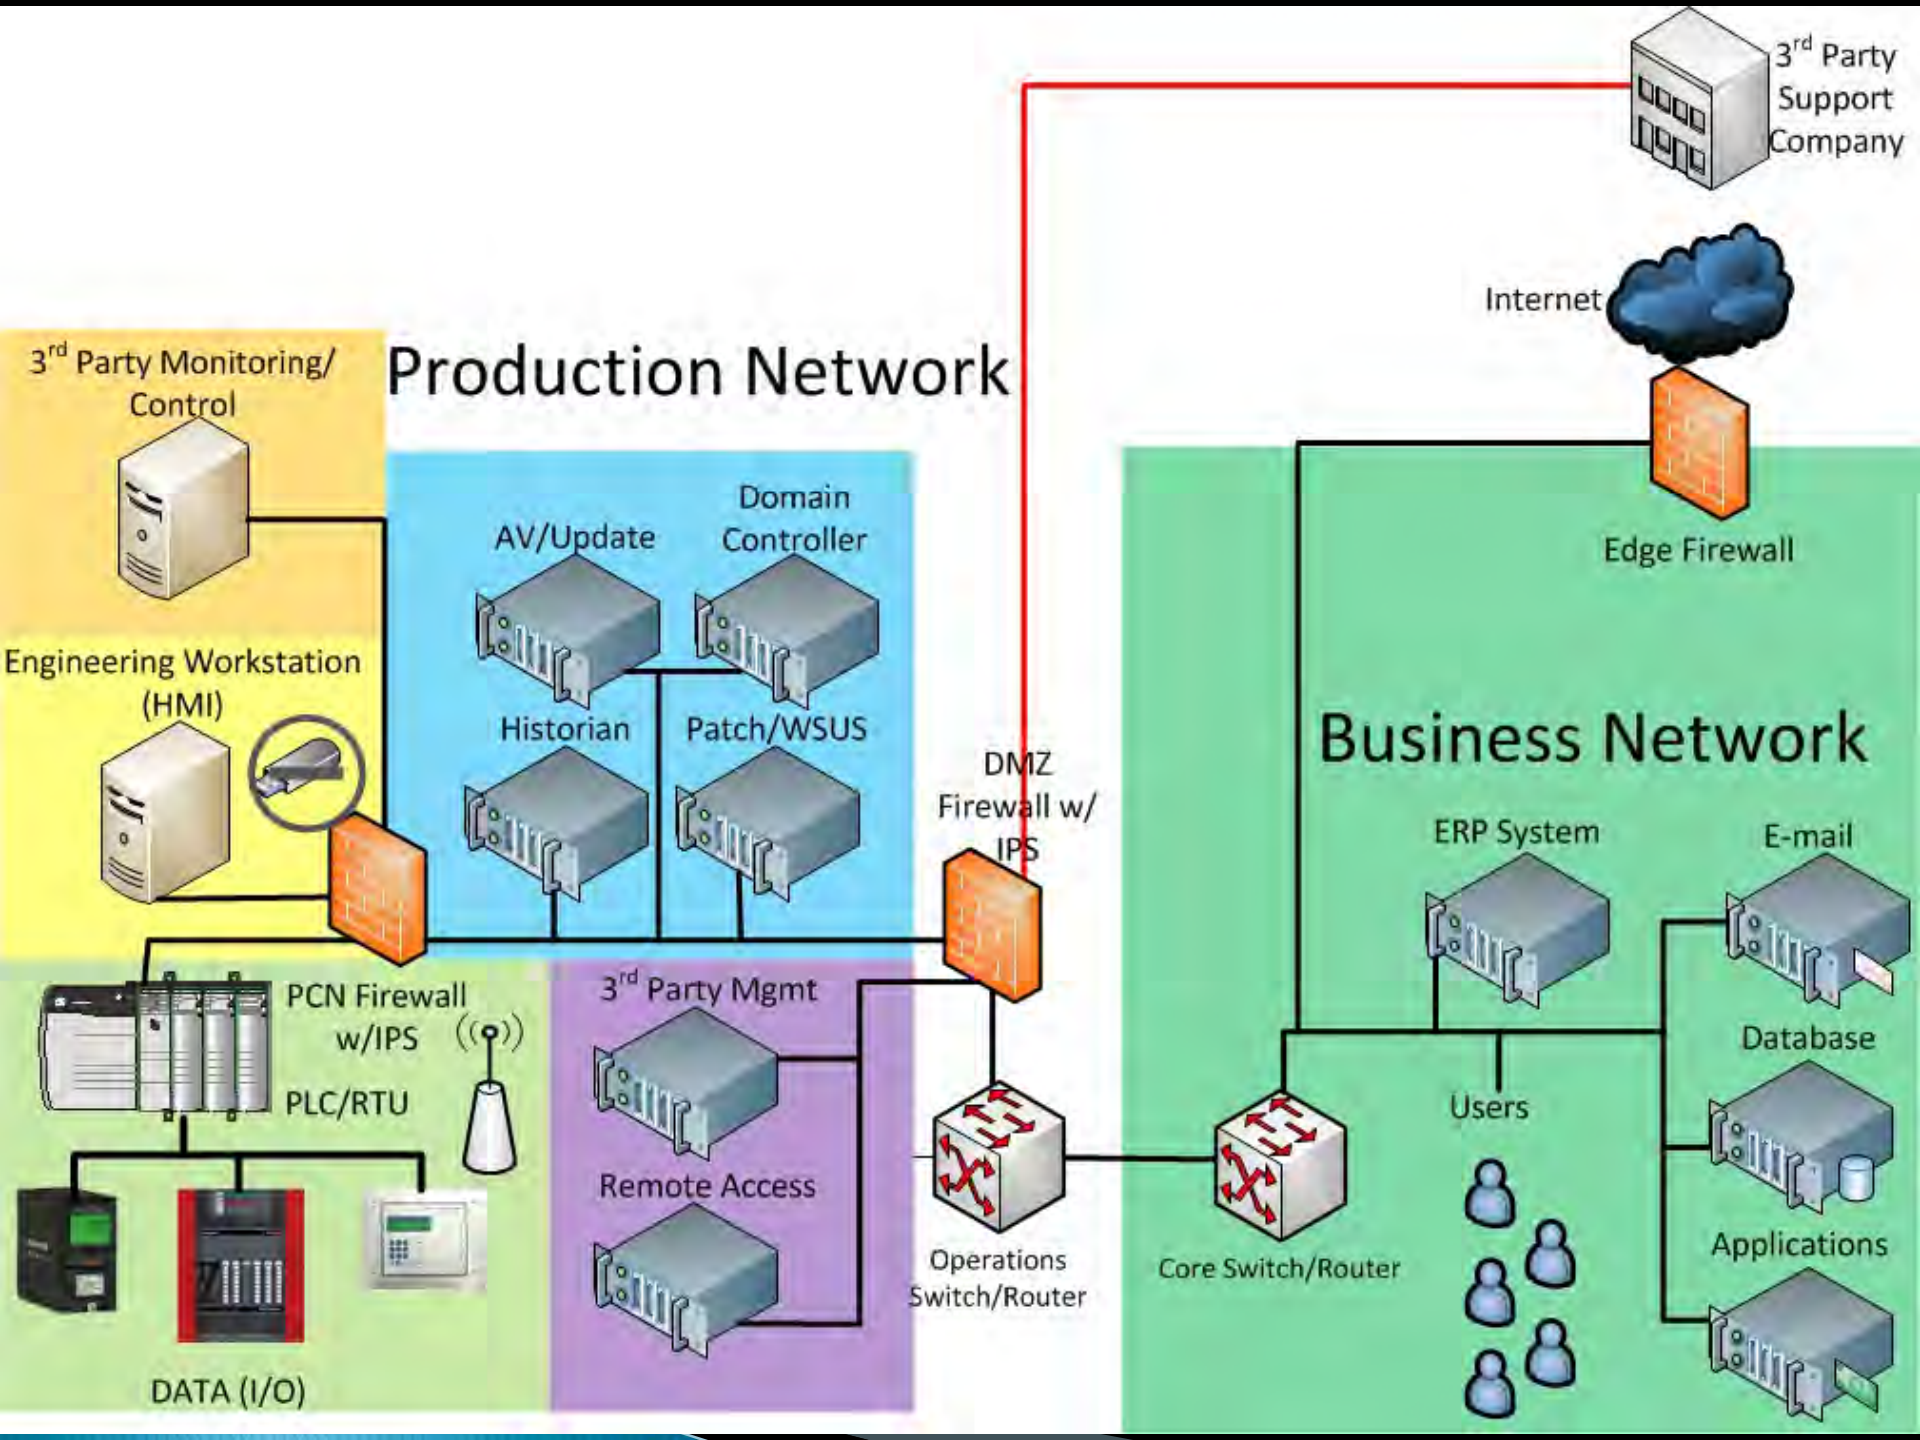 3rd Party
Support
Company
Internet
3rd Party Monitoring/
Control
Production Network
Domain
Controller
AV/Update
Edge Firewall
Engineering Workstation
(HMI)
Historian
Patch/WSUS
Business Network
DMZ
Firewall w/
IPS
ERP System
E-mail
PCN Firewall
w/IPS
3rd Party Mgmt
Database
PLC/RTU
Users
Remote Access
Operations
Switch/Router
Core Switch/Router
Applications
DATA (I/O)